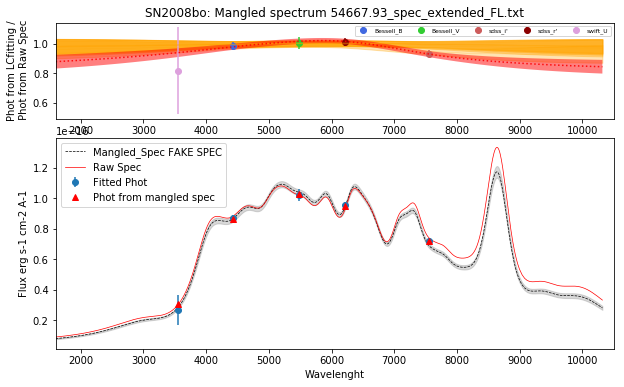 SN2008bo: Mangled spectrum 54667.93_spec_extended_FL.txt
Phot from LCfitting /
Phot from Raw Spec
1.0
0.8
0.6
Bessell_B
Bessell_V
sdss_i'
sdss_r'
swift_U
2000 3000 4000 5000 6000 7000 8000 9000 10000
1e−16
Flux erg s-1 cm-2 A-1
1.2
1.0
0.8
0.6
0.4
0.2
Mangled_Spec FAKE SPEC
Raw Spec
Fitted Phot
Phot from mangled spec
2000 3000 4000 5000 6000 7000 8000 9000 10000
Wavelenght